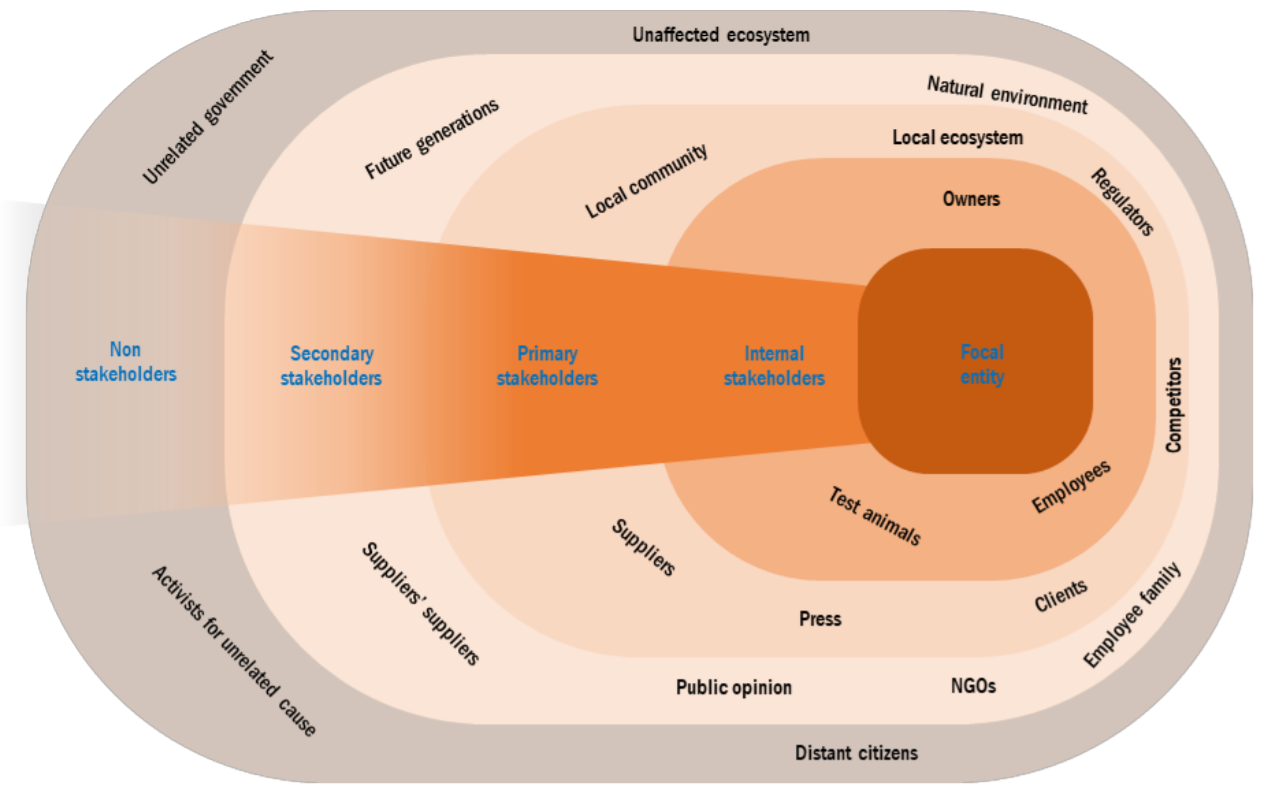 Unaffected ecosystem
Unrelated government
Natural environment
Future generations
Local ecosystem
Local community
Regulators
Owners
Non
stakeholders
Secondary
stakeholders
Primary
stakeholders
Internal
stakeholders
Focal
entity
Competitors
Employees
Test animals
Suppliers
Suppliers' suppliers
Clients
Employee family
Press
Activists for unrelated cause
Public opinion
NGOs
Distant citizens